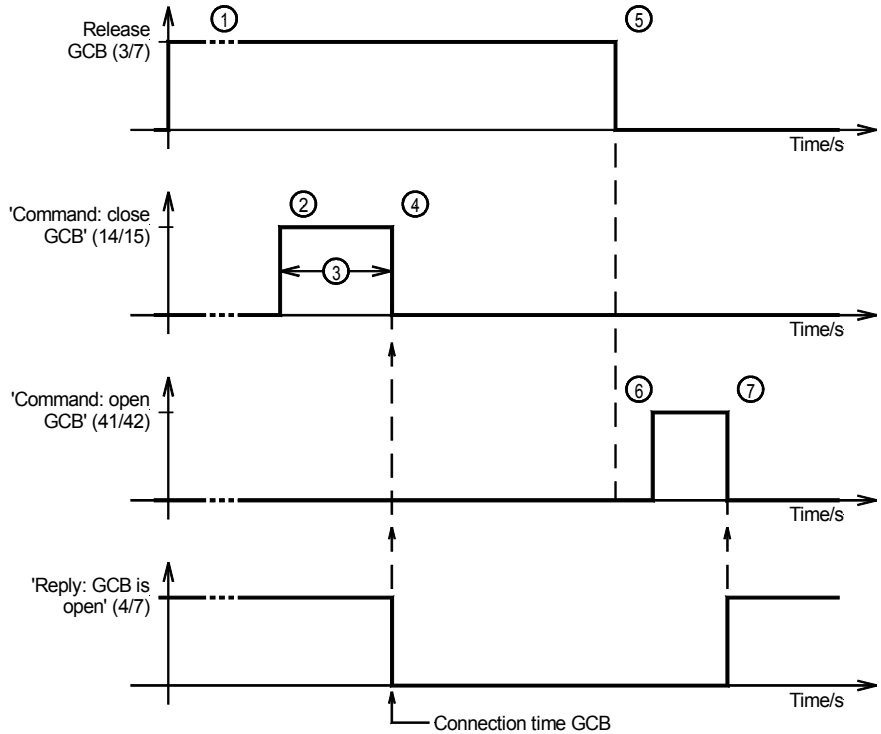 Release
GCB (3/7)
1
5
Time/s
'Command: close
GCB' (14/15)
2
4
3
Time/s
'Command: open
GCB' (41/42)
6
7
Time/s
'Reply: GCB is
open' (4/7)
Time/s
Connection time GCB